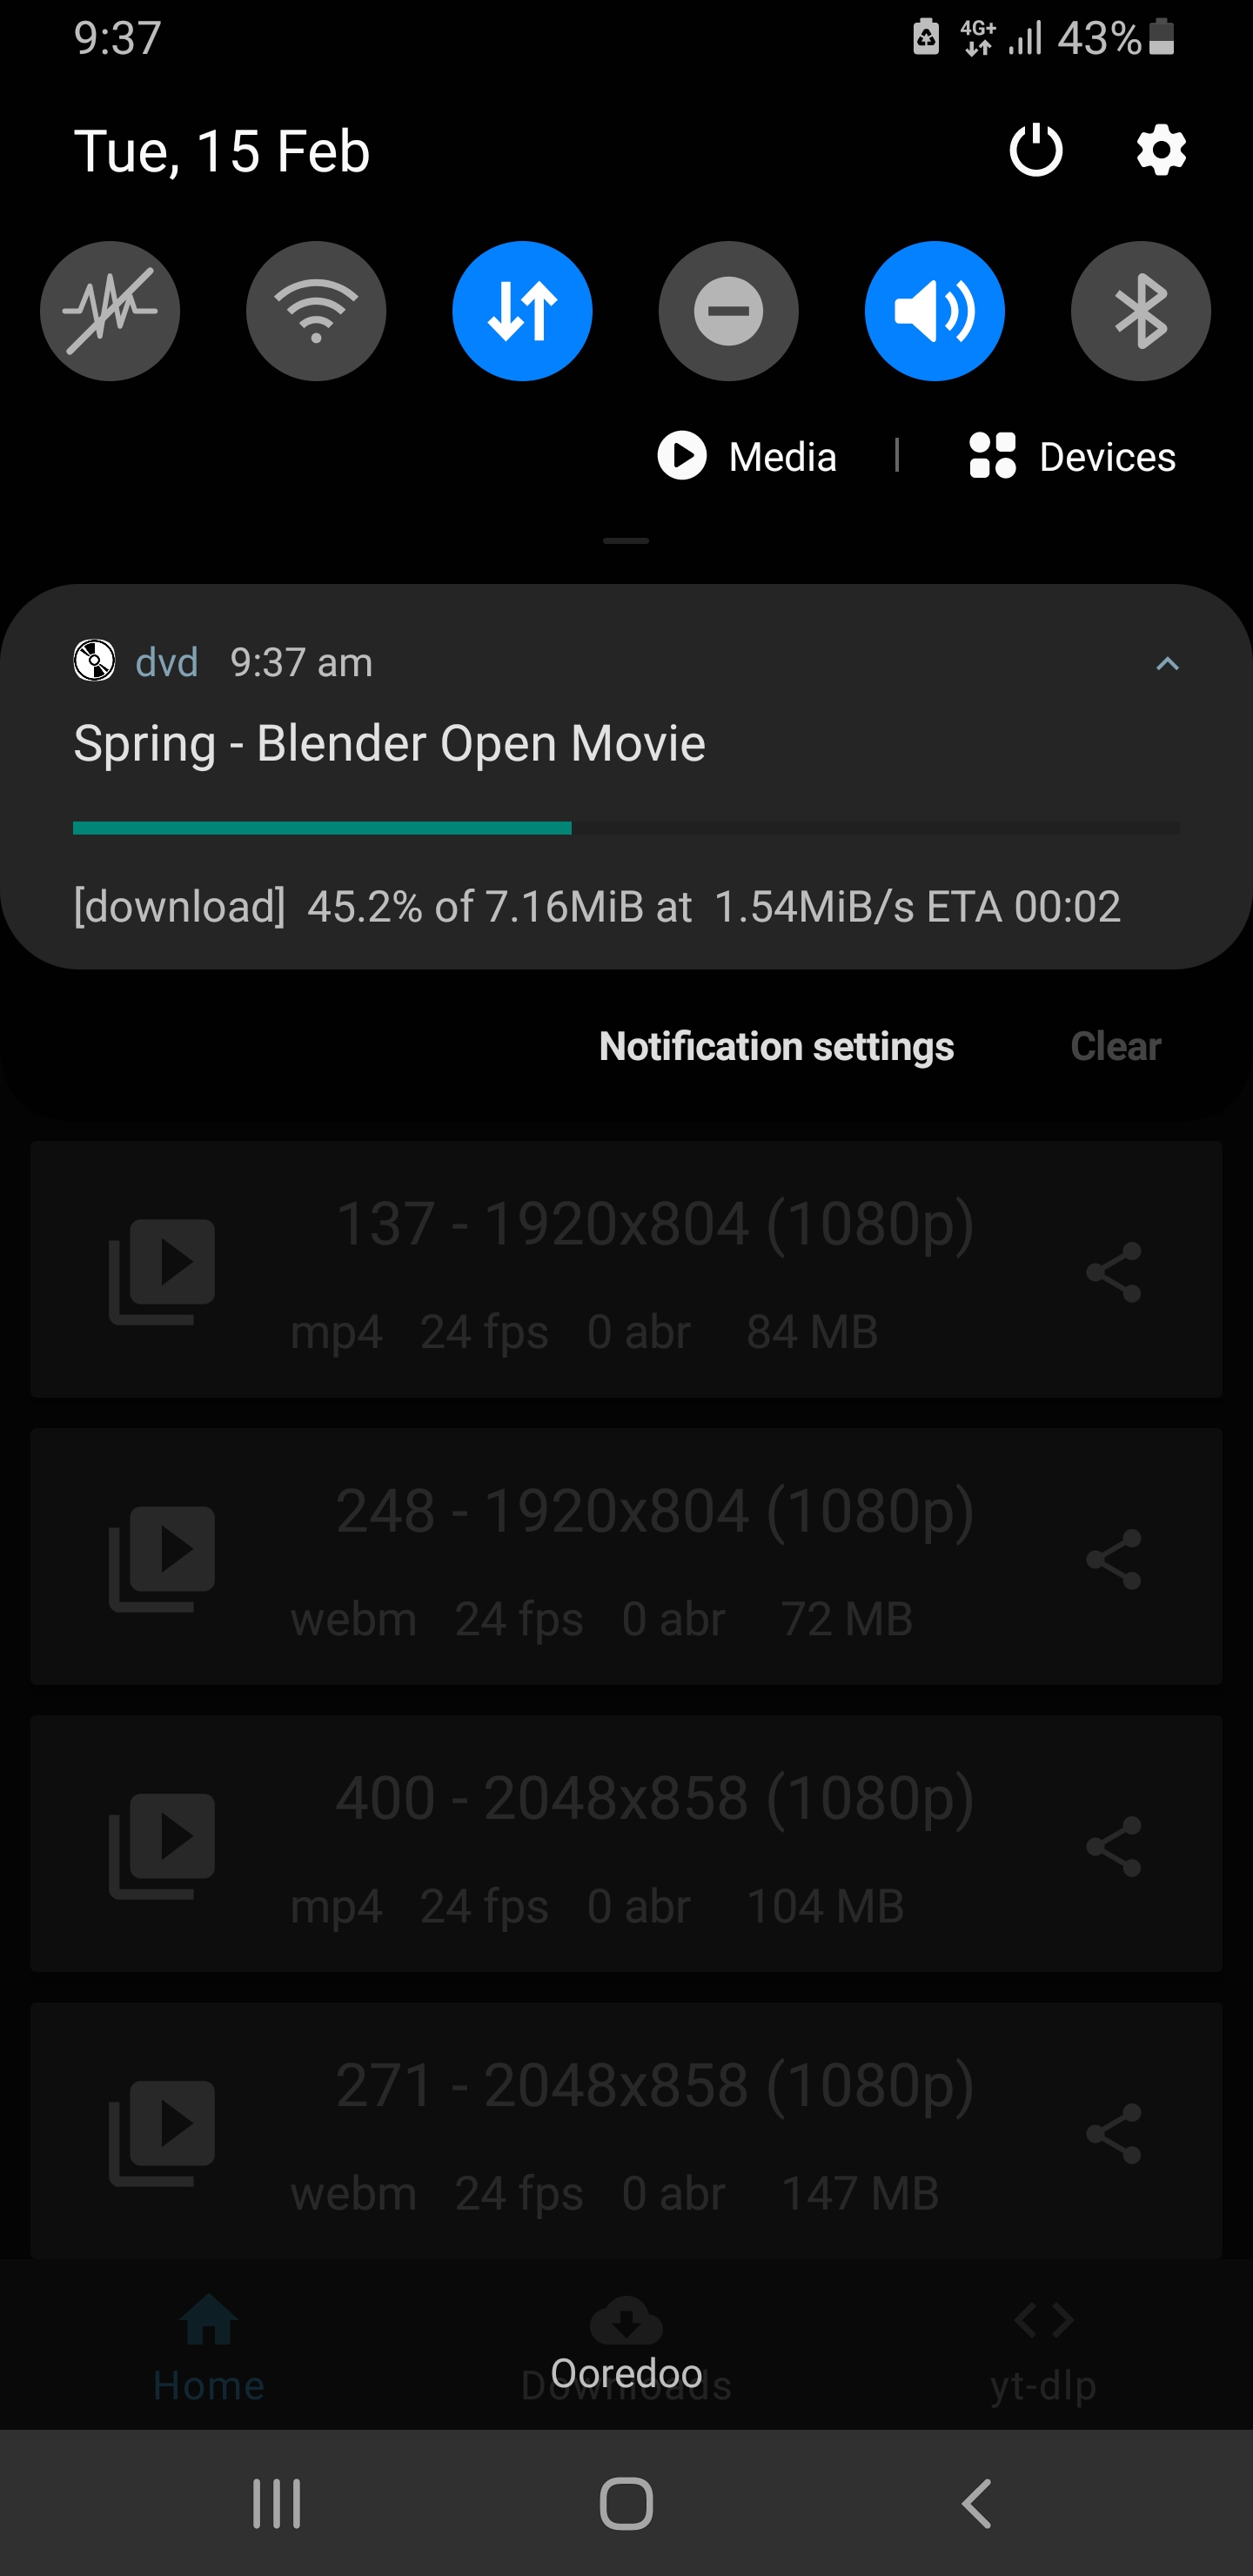 9:37 4G+ 43%
Tue, 15 Feb
Media | Devices
dvd 9:37 am
Spring - Blender Open Movie
[download] 45.2% of 7.16MiB at 1.54MiB/s ETA 00:02
Notification settings Clear
137 - 1920x804 (1080p)
mp4 24 fps 0 abr 84 MB
248 - 1920x804 (1080p)
webm 24 fps 0 abr 72 MB
400 - 2048x858 (1080p)
mp4 24 fps 0 abr 104 MB
271 - 2048x858 (1080p)
webm 24 fps 0 abr 147 MB
Ooredoo
Home Downloads yt-dlp